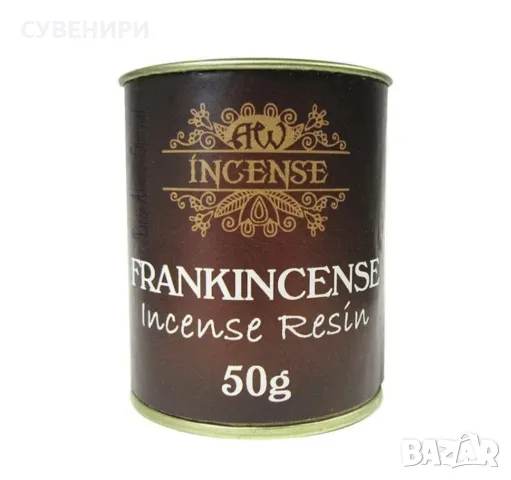 СУВЕНИРИ
AW
INCENSE
FRANKINCENSE
Incense Resin
50g
BAZAR